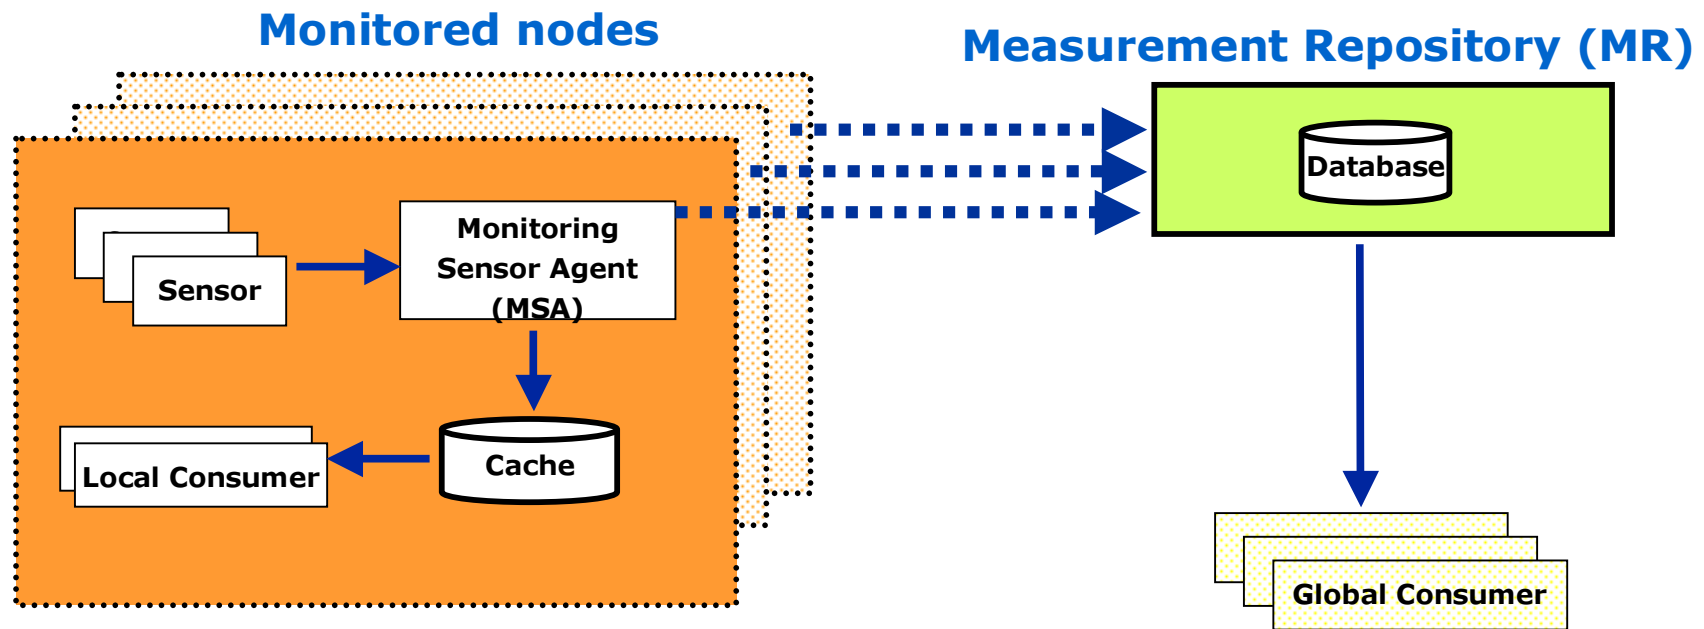 Monitored nodes
Measurement Repository (MR)
Database
Monitoring
Sensor Agent
(MSA)
Sensor
Cache
Local Consumer
Global Consumer